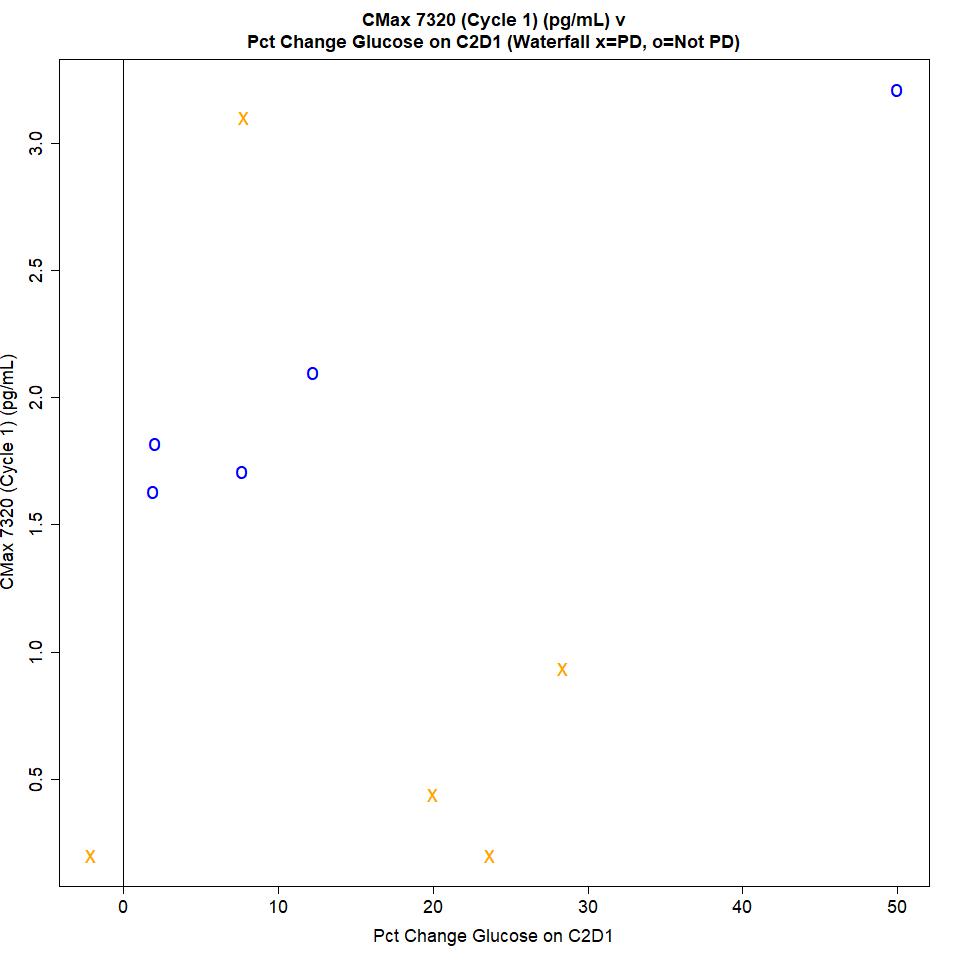 CMax 7320 (Cycle 1) (pg/mL) v
Pct Change Glucose on C2D1 (Waterfall x=PD, o=Not PD)
CMax 7320 (Cycle 1) (pg/mL)
3.0
2.5
2.0
1.5
1.0
0.5
o
x
o
o
o
o
x
x
x
x
0 10 20 30 40 50
Pct Change Glucose on C2D1